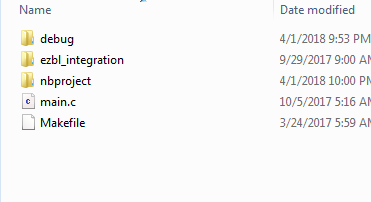 Name Date modified
debug 4/1/2018 9:53 PM
ezbl_integration 9/29/2017 9:00 AM
nbproject 4/1/2018 10:00 PM
main.c 10/5/2017 5:16 AM
Makefile 3/24/2017 5:59 AM